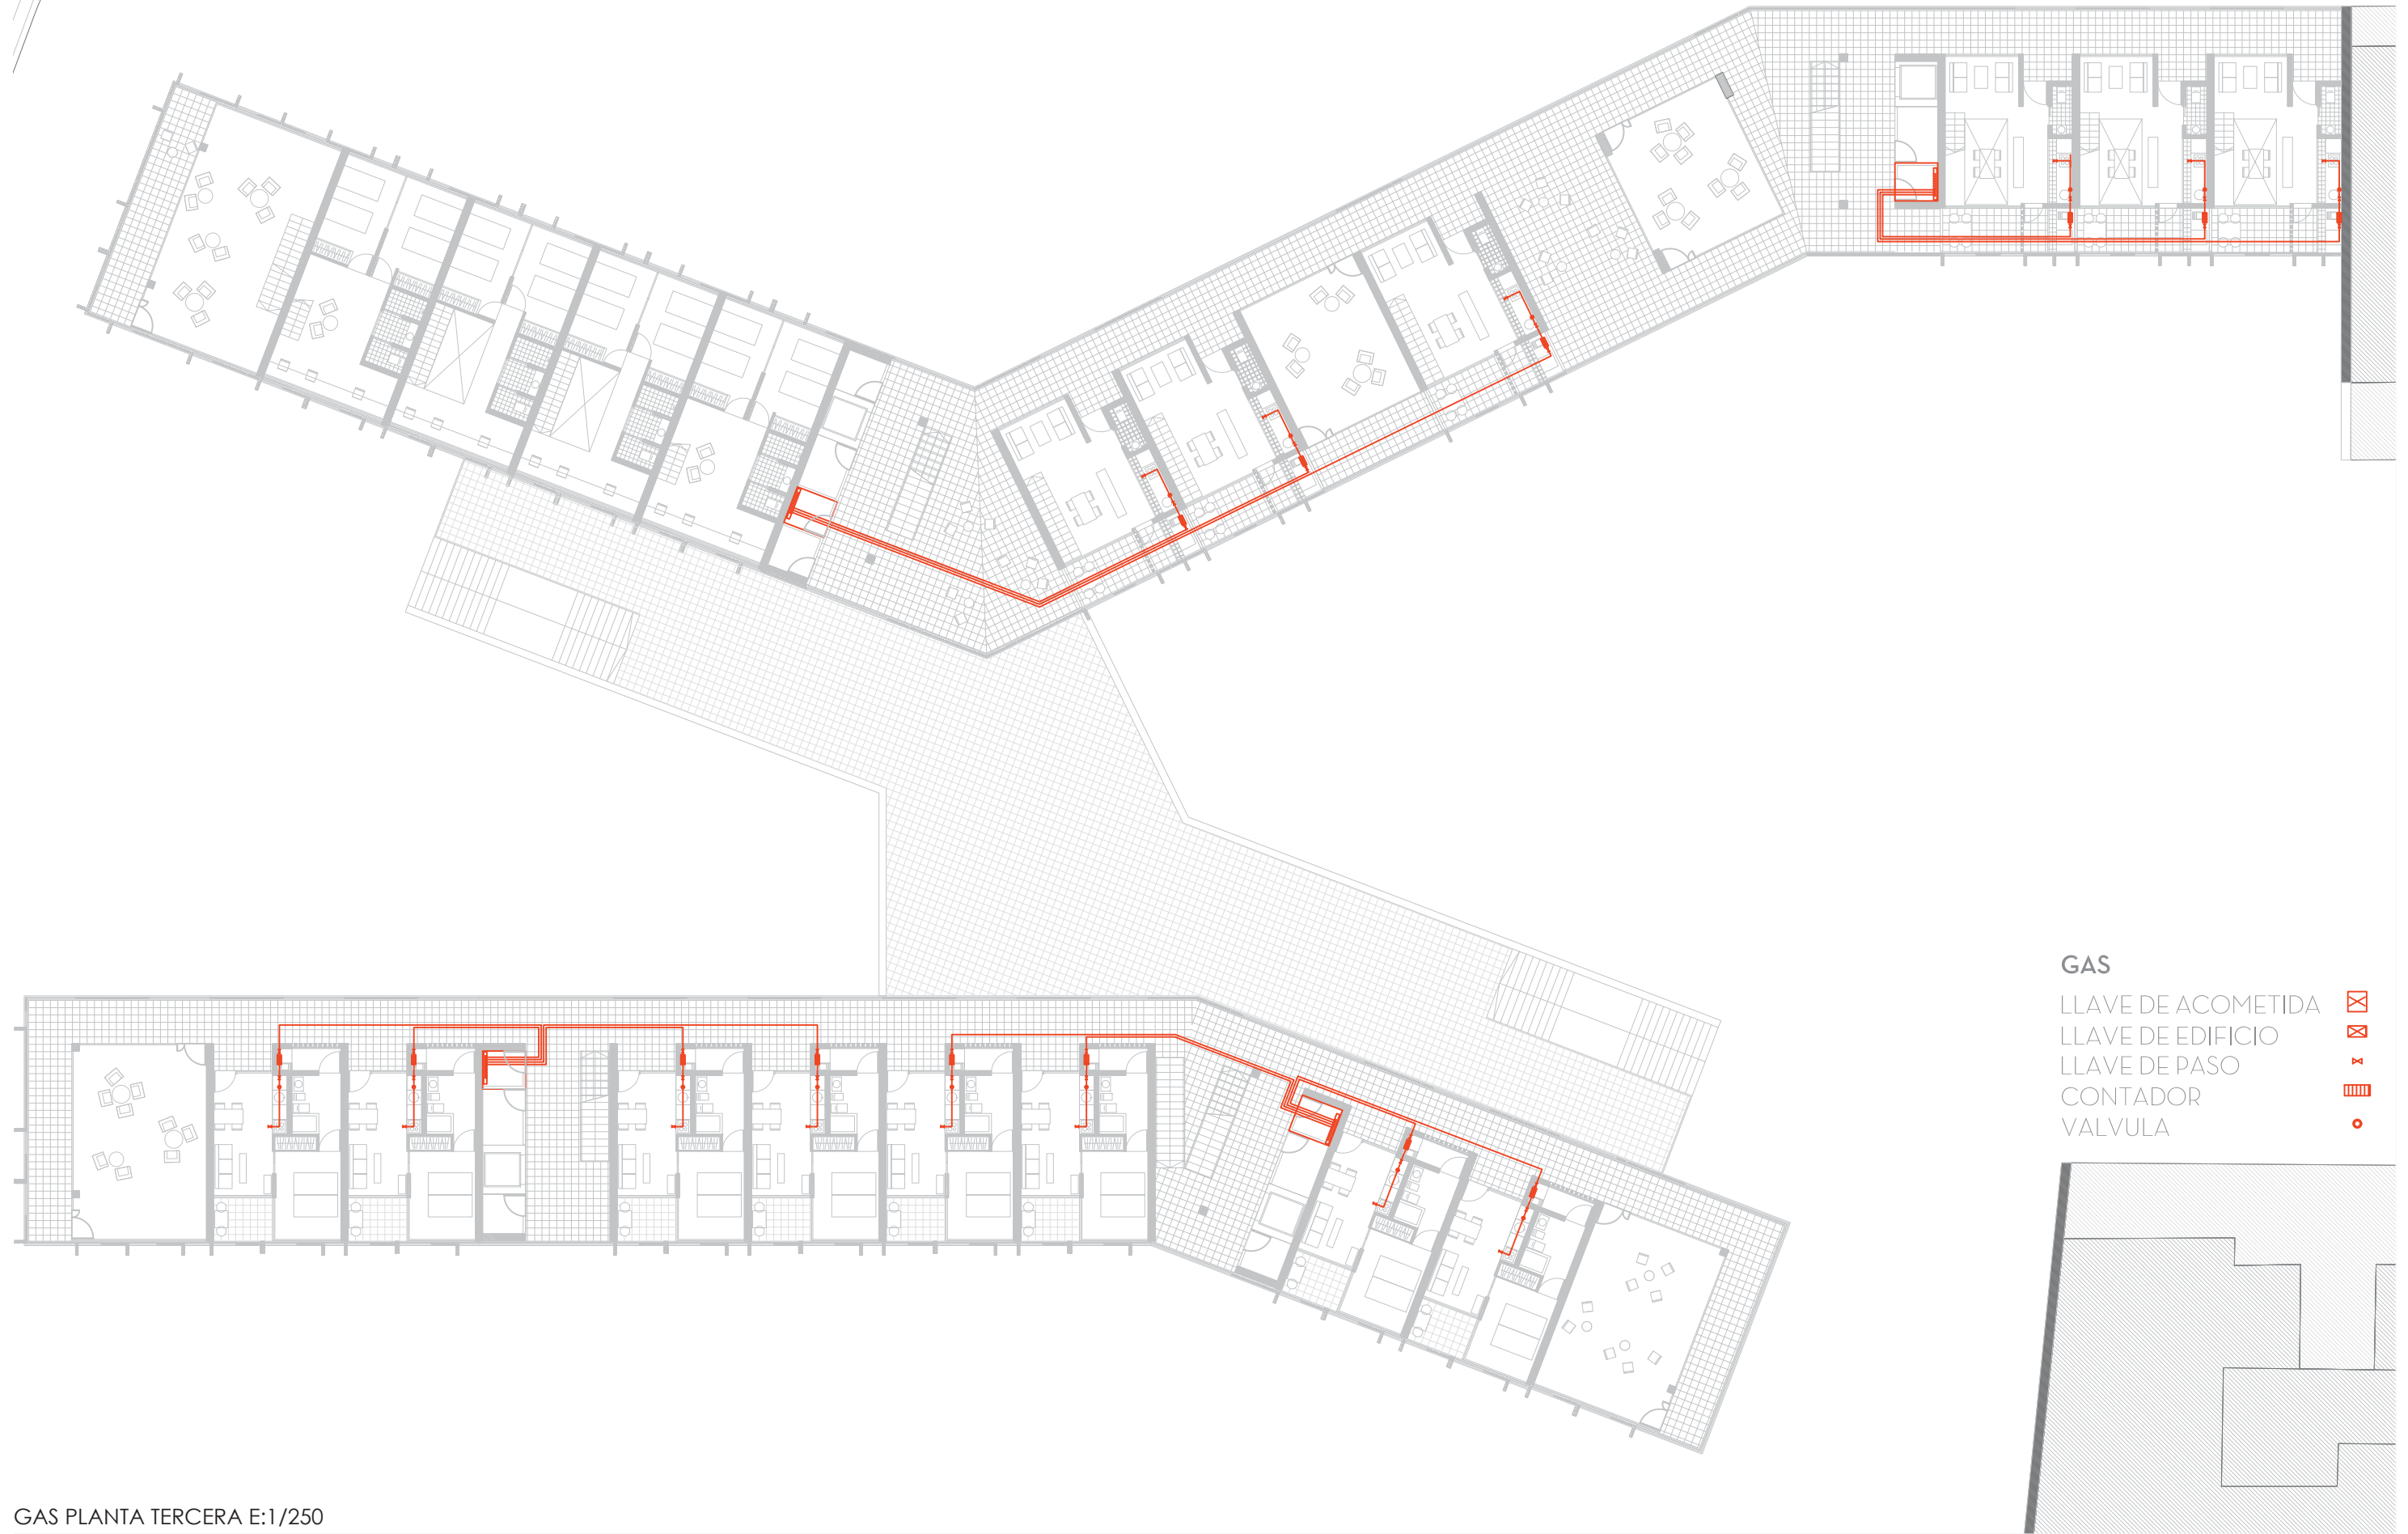 GAS
LLAVE DE ACOMETIDA
LLAVE DE EDIFICIO
LLAVE DE PASO
CONTADOR
VALVULA
GAS PLANTA TERCERA E:1/250